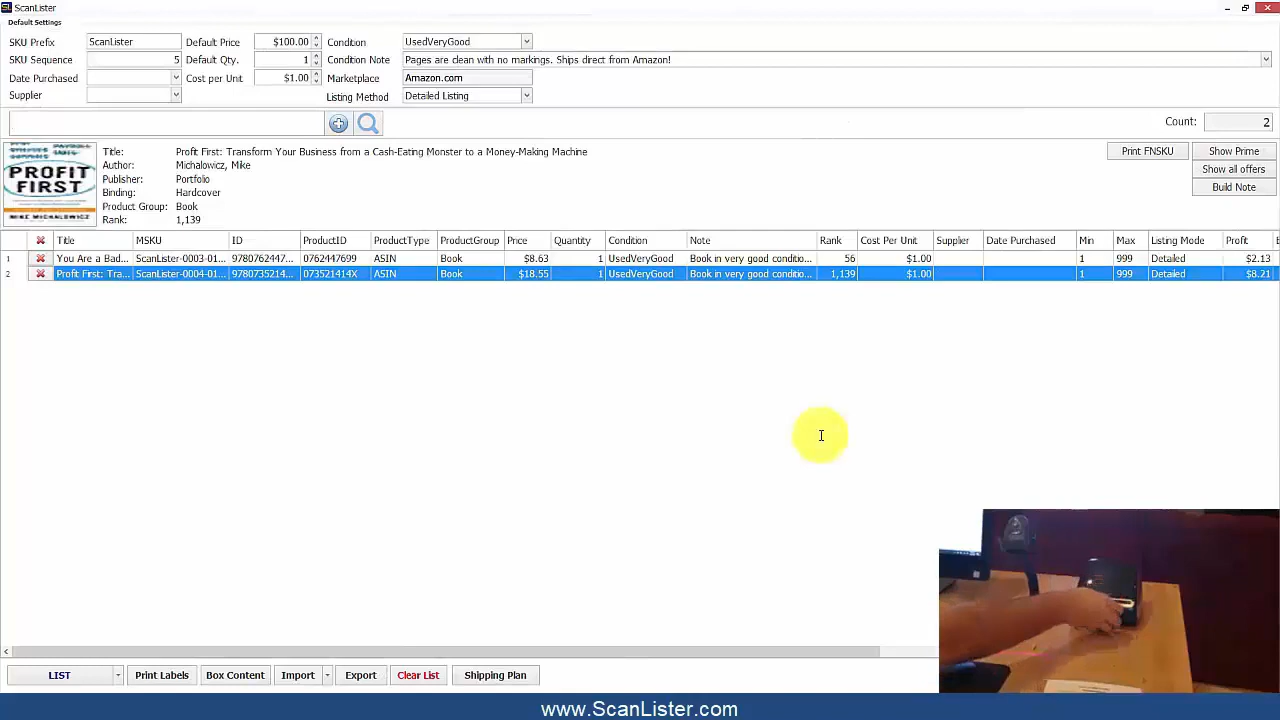 ScanLister
Default Settings
SKU Prefix ScanLister Default Price $100.00 Condition UsedVeryGood
SKU Sequence 5 Default Qty. 1 Condition Note Pages are clean with no markings. Ships direct from Amazon!
Date Purchased Cost per Unit $1.00 Marketplace Amazon.com
Supplier Listing Method Detailed Listing
Count: 2
Title: Profit First: Transform Your Business from a Cash-Eating Mo Money-Making Machine
Author: Michalowicz, Mike
Publisher: Portfolio
Binding: Hardcover
Product Group: Book
Rank: 1,139
PROFIT
FIRST
MIKE MICHALOWICZ
Print FNSKU Show Prime
Show all offers
Build Note
Title MSKU ID ProductID ProductType ProductGroup Price Quantity Condition Note Rank Cost Per Unit Supplier Date Purchased Min Max Listing Mode Profit
1 You Are a Bad... ScanLister-0003-01... 9780762447... 0762447699 ASIN Book $8.63 1 UsedVeryGood Book in very good conditio... 56 $1.00 1 999 Detailed $2.13
2 Profit First: Tra... ScanLister-0004-01... 9780735214... 073521414X ASIN Book $18.55 1 UsedVeryGood Book in very good conditio... 1,139 $1.00 1 999 Detailed $8.21
LIST Print Labels Box Content Import Export Clear List Shipping Plan
www.ScanLister.com